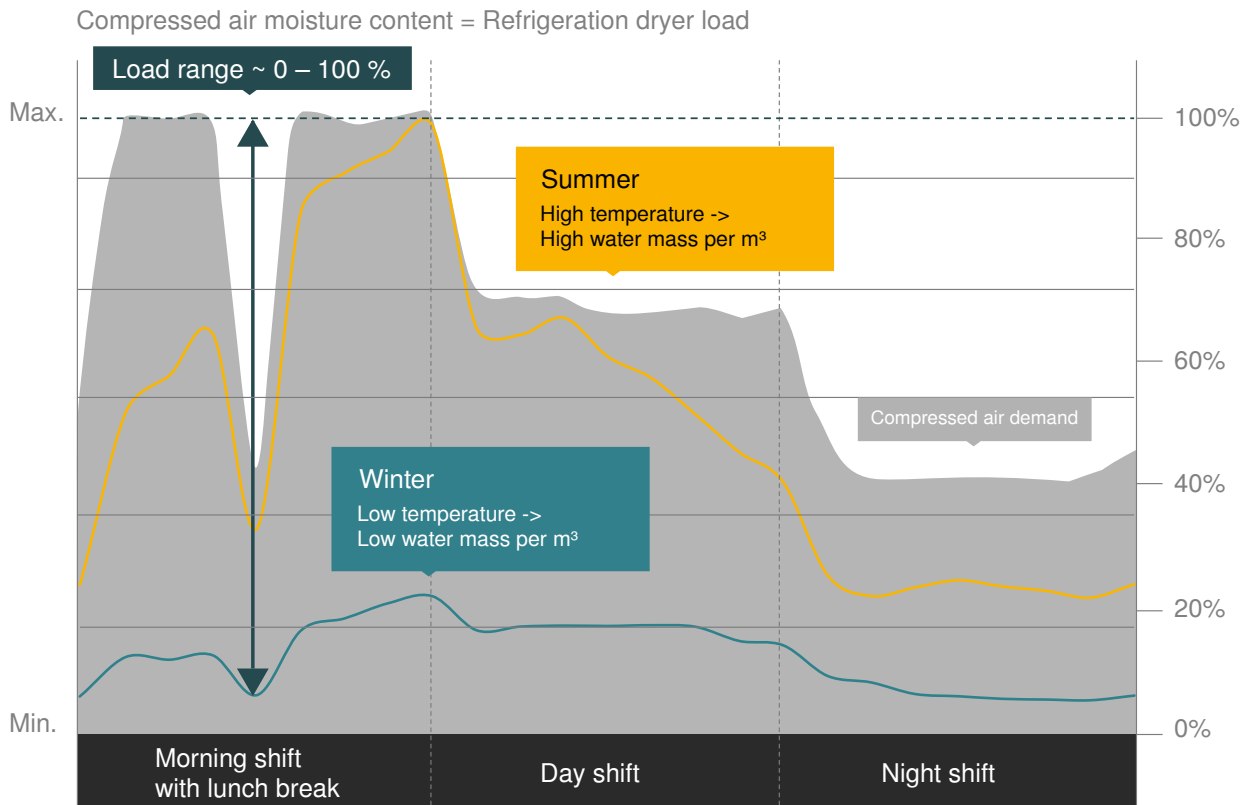 Compressed air moisture content = Refrigeration dryer load
Load range ~ 0 – 100 %
Max.
100%
Summer
High temperature ->
High water mass per m³
80%
60%
Compressed air demand
Winter
Low temperature ->
Low water mass per m³
40%
20%
Min.
0%
Morning shift
with lunch break
Day shift
Night shift